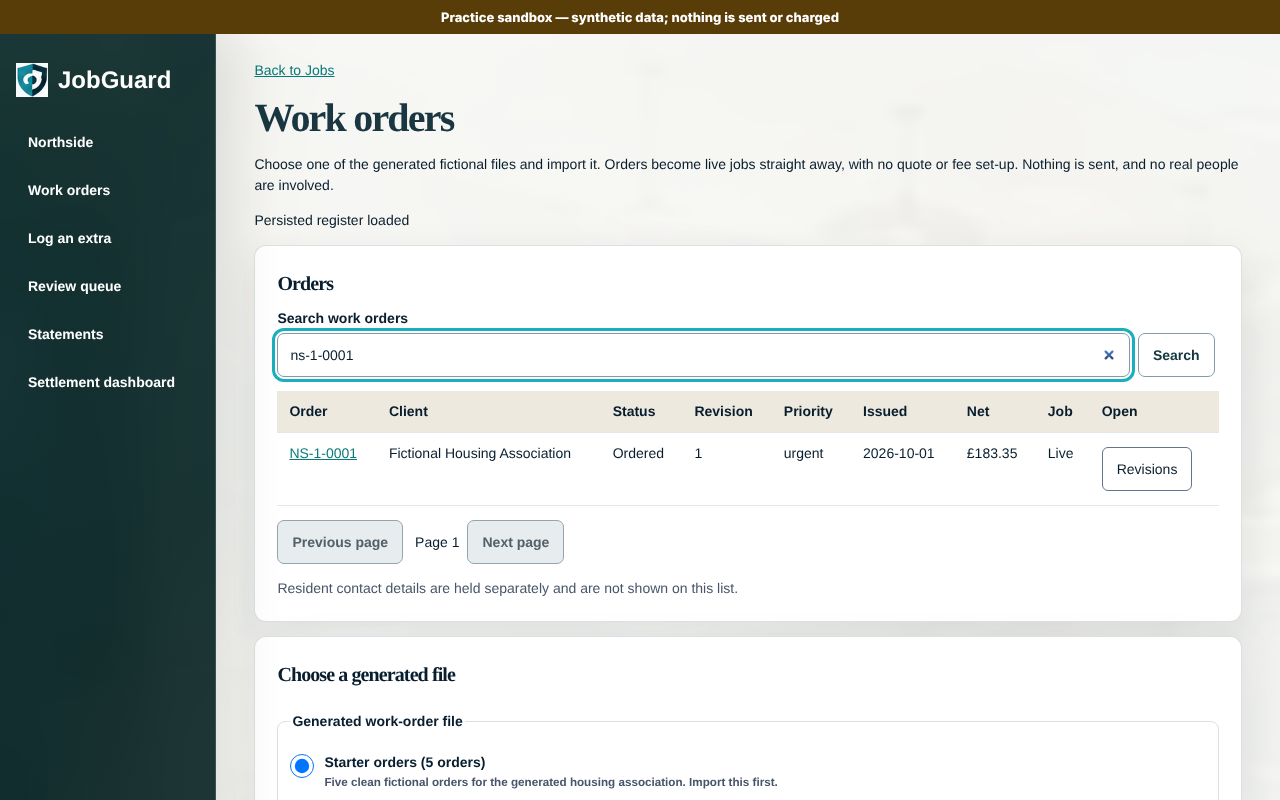 Practice sandbox — synthetic data; nothing is sent or charged
JobGuard
Northside
Work orders
Log an extra
Review queue
Statements
Settlement dashboard
Back to Jobs
Work orders
Choose one of the generated fictional files and import it. Orders become live jobs straight away, with no quote or fee set-up. Nothing is sent, and no real people
are involved.
Persisted register loaded
Orders
Search work orders
ns-1-0001
Search
Order Client Status Revision Priority Issued Net Job Open
NS-1-0001 Fictional Housing Association Ordered 1 urgent 2026-10-01 £183.35 Live Revisions
Previous page Page 1 Next page
Resident contact details are held separately and are not shown on this list.
Choose a generated file
Generated work-order file
Starter orders (5 orders)
Five clean fictional orders for the generated housing association. Import this first.